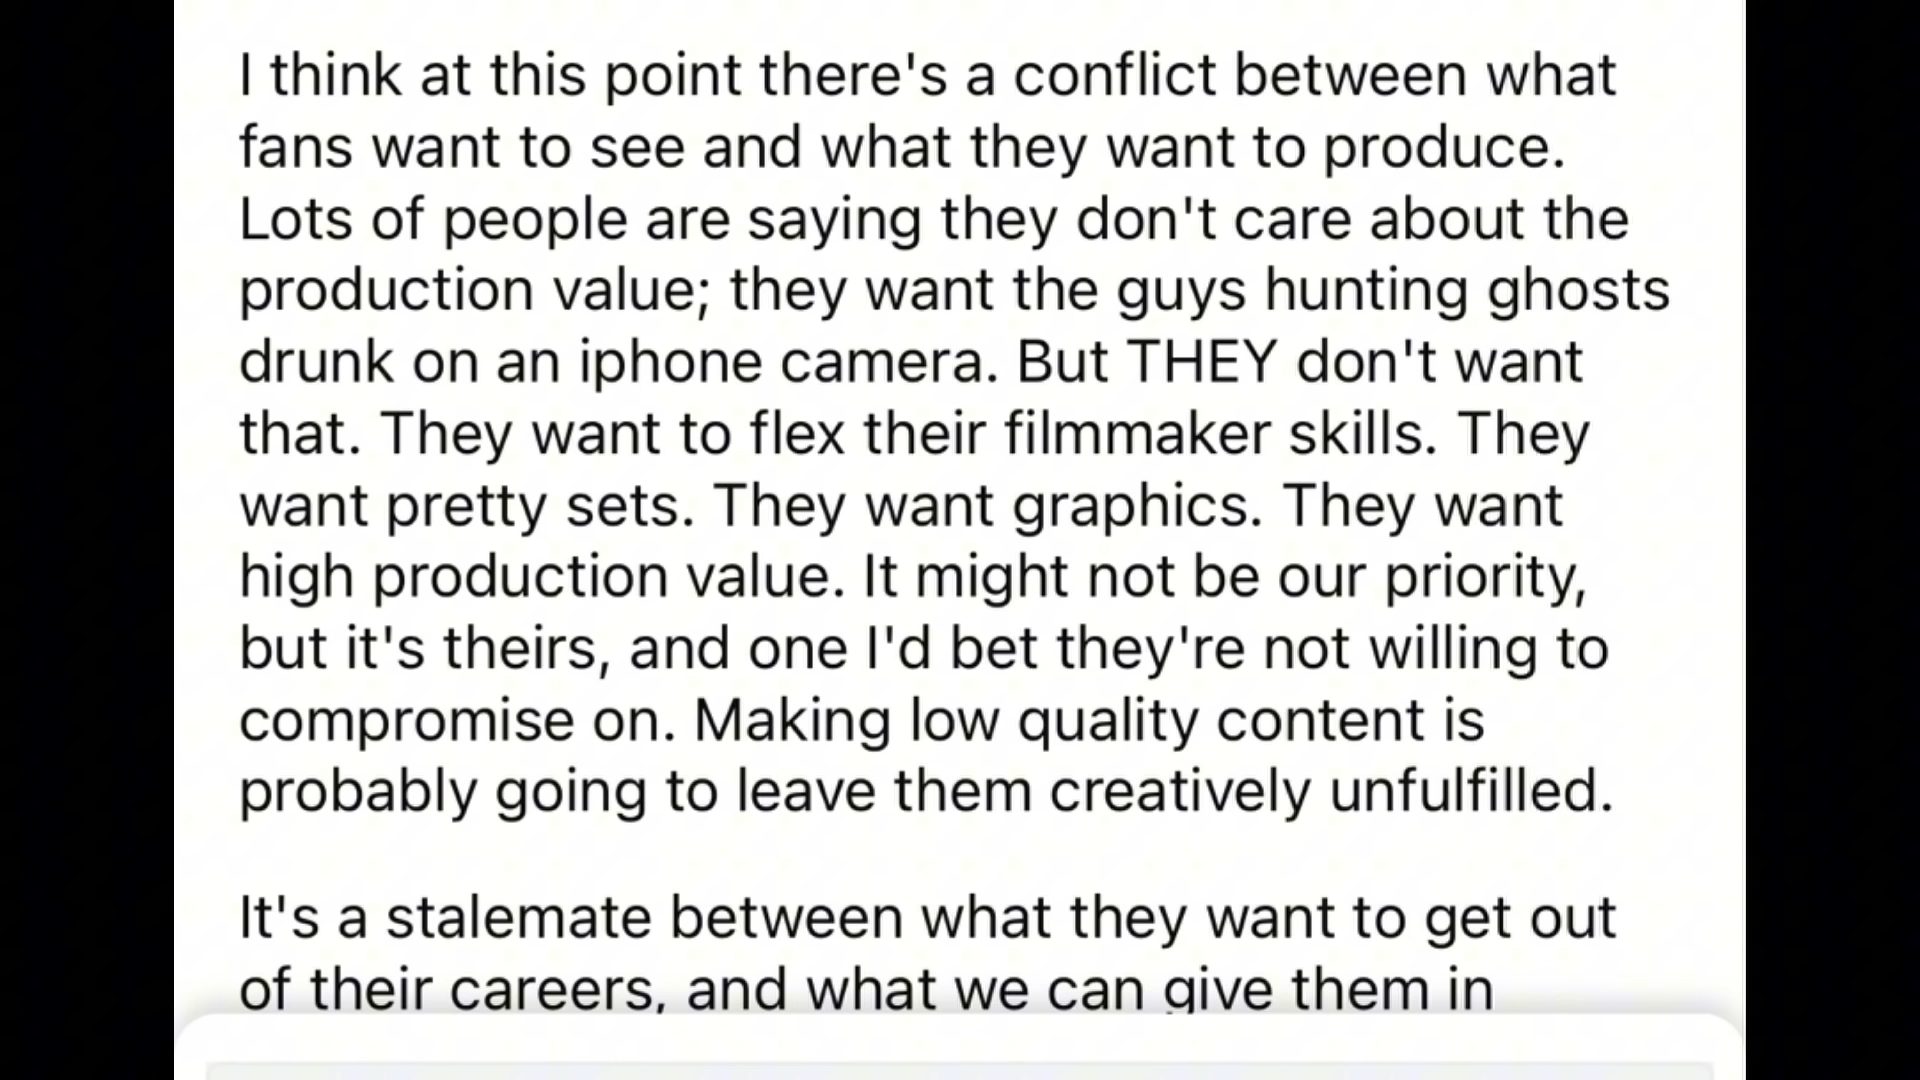 I think at this point there's a conflict between what
fans want to see and what they want to produce.
Lots of people are saying they don't care about the
production value; they want the guys hunting ghosts
drunk on an iphone camera. But THEY don't want
that. They want to flex their filmmaker skills. They
want pretty sets. They want graphics. They want
high production value. It might not be our priority,
but it's theirs, and one I'd bet they're not willing to
compromise on. Making low quality content is
probably going to leave them creatively unfulfilled.
It's a stalemate between what they want to get out
of their careers, and what we can give them in